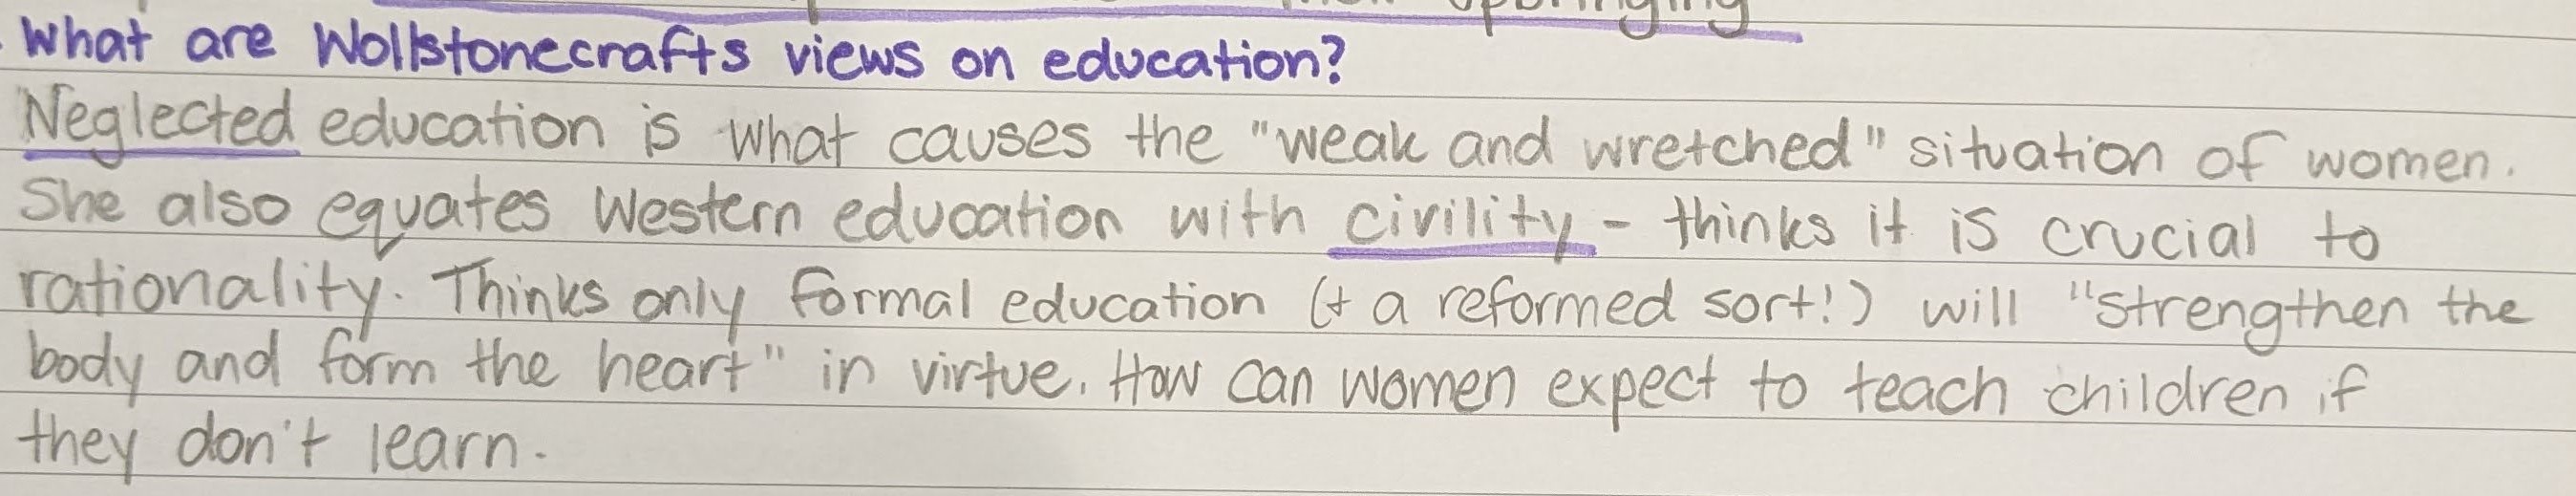 upbringing
What are Wollstonecrafts views on education?
Neglected education is what causes the "weak and wretched" situation of women.
She also equates Western education with civility - thinks it is crucial to
rationality. Thinks only formal education (+ a reformed sort!) will "strengthen the
body and form the heart" in virtue. How can women expect to teach children if
they don't learn.